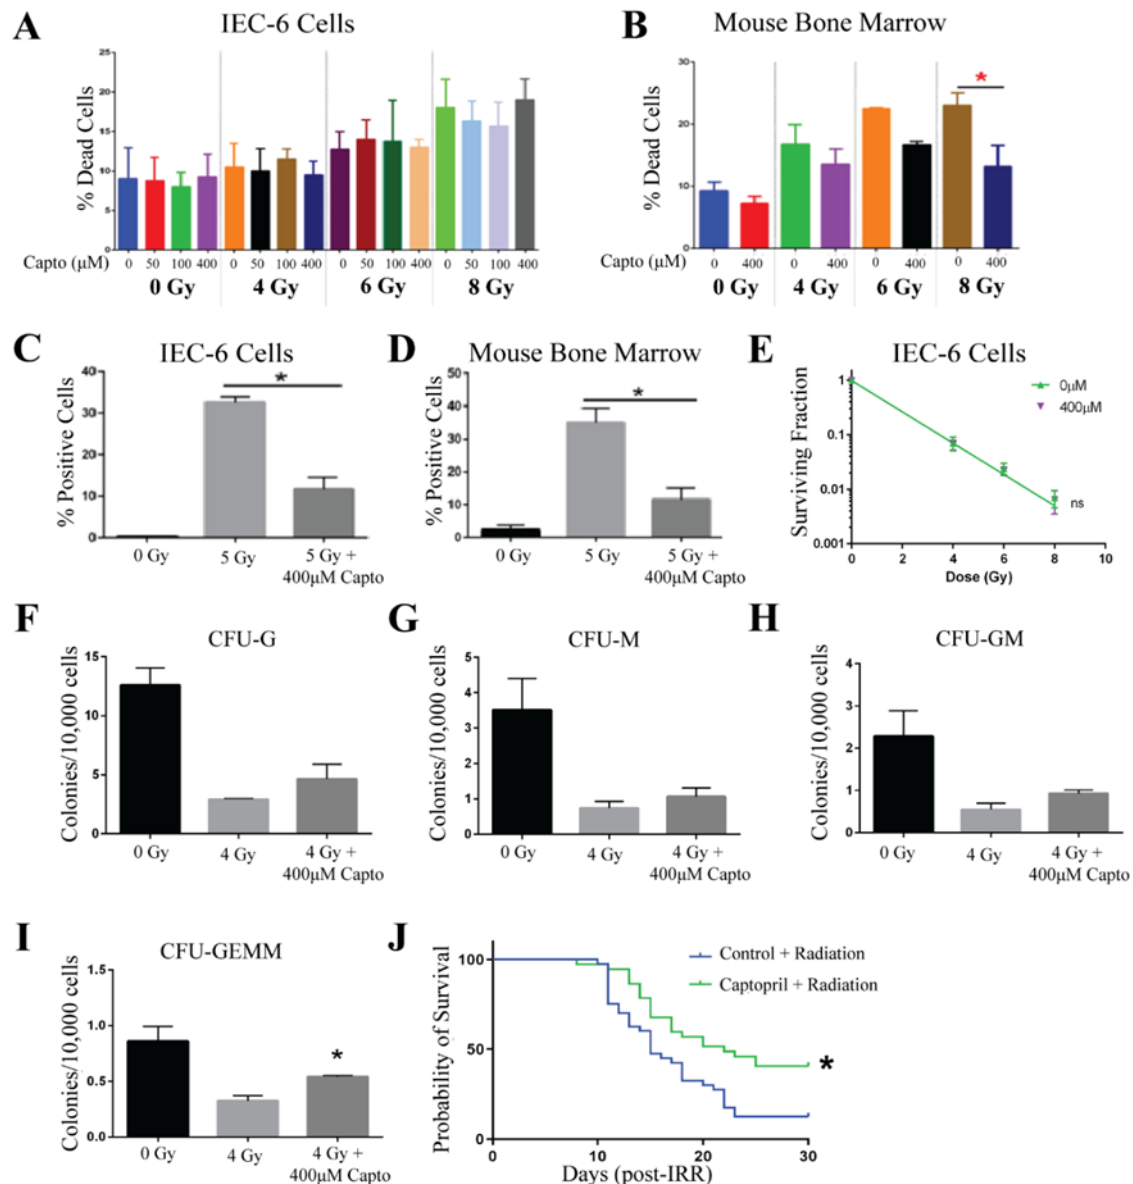 A
IEC-6 Cells
% Dead Cells
25
20
15
10
5
0
Capto (μM)
0 50 100 400 0 50 100 400 0 50 100 400 0 50 100 400
0 Gy 4 Gy 6 Gy 8 Gy
B
Mouse Bone Marrow
% Dead Cells
30
20
10
0
*
Capto (μM)
0 400 0 400 0 400 0 400
0 Gy 4 Gy 6 Gy 8 Gy
C
IEC-6 Cells
% Positive Cells
40
30
20
10
0
*
0 Gy 5 Gy 5 Gy +
400μM Capto
D
Mouse Bone Marrow
% Positive Cells
50
40
30
20
10
0
*
0 Gy 5 Gy 5 Gy +
400μM Capto
E
IEC-6 Cells
Surviving Fraction
1
0.1
0.01
0.001
0μM
400μM
ns
0 2 4 6 8 10
Dose (Gy)
F
CFU-G
Colonies/10,000 cells
15
10
5
0
0 Gy 4 Gy 4 Gy +
400μM Capto
G
CFU-M
Colonies/10,000 cells
5
4
3
2
1
0
0 Gy 4 Gy 4 Gy +
400μM Capto
H
CFU-GM
Colonies/10,000 cells
4
3
2
1
0
0 Gy 4 Gy 4 Gy +
400μM Capto
I
CFU-GEMM
Colonies/10,000 cells
1.5
1.0
0.5
0.0
*
0 Gy 4 Gy 4 Gy +
400μM Capto
J
Probability of Survival
100
50
0
Control + Radiation
Captopril + Radiation
*
0 10 20 30
Days (post-IRR)